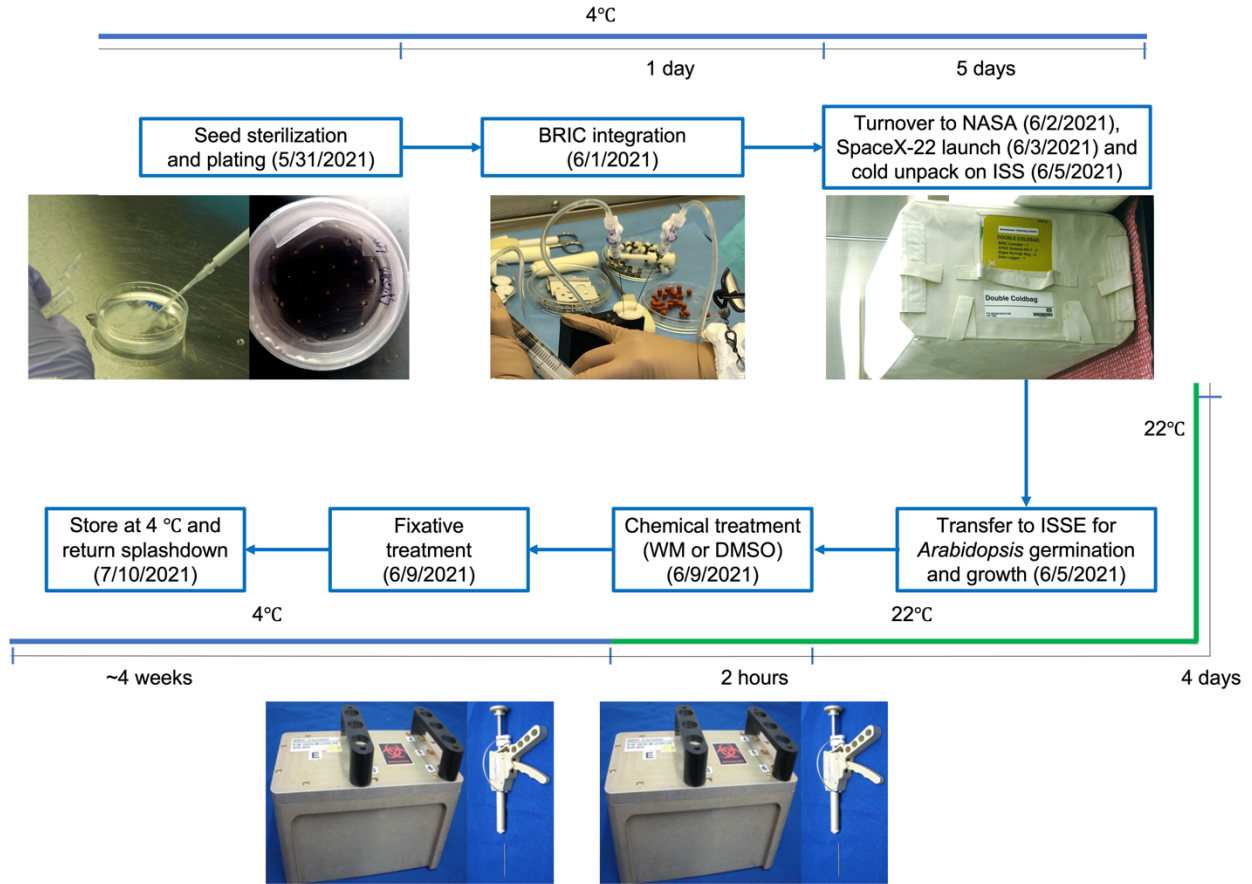 4℃
1 day
5 days
Seed sterilization
and plating (5/31/2021)
BRIC integration
(6/1/2021)
Turnover to NASA (6/2/2021),
SpaceX-22 launch (6/3/2021) and
cold unpack on ISS (6/5/2021)
DOUBLE COLDBAG
Double Coldbag
22℃
Store at 4 ℃ and
return splashdown
(7/10/2021)
Fixative
treatment
(6/9/2021)
Chemical treatment
(WM or DMSO)
(6/9/2021)
Transfer to ISSE for
Arabidopsis germination
and growth (6/5/2021)
4℃
22℃
~4 weeks
2 hours
4 days
E
E